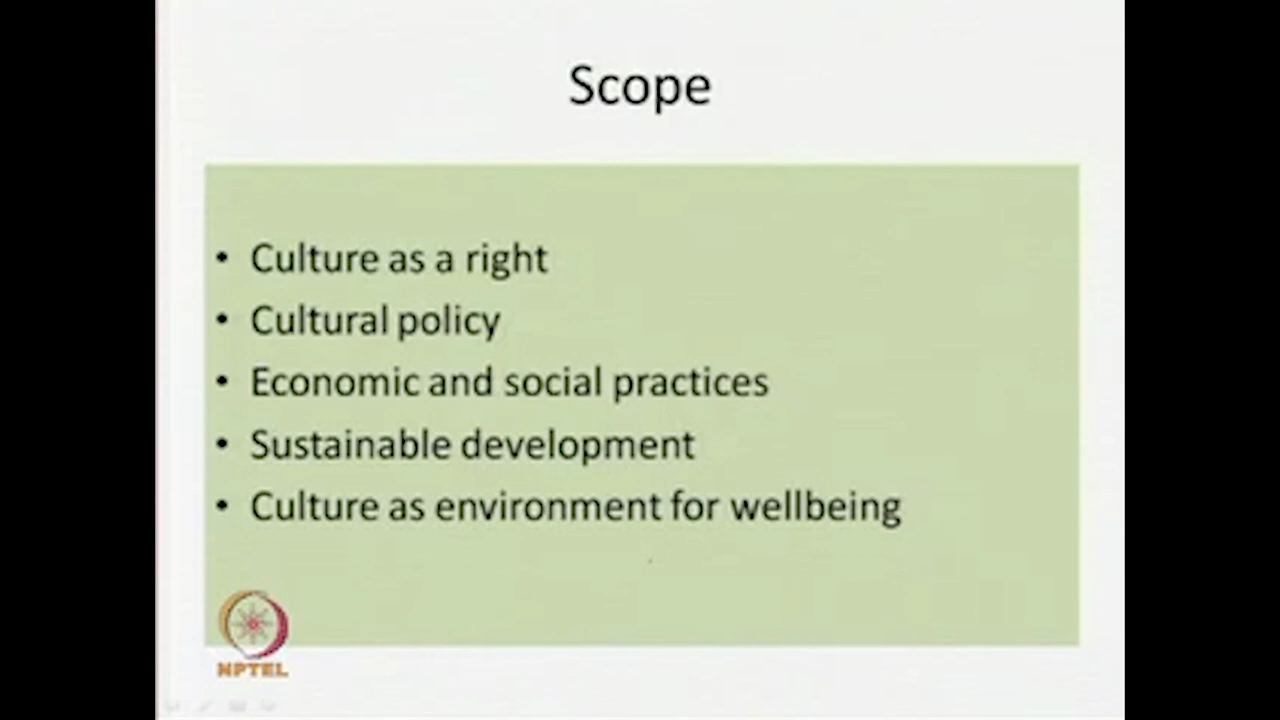 Scope
• Culture as a right
• Cultural policy
• Economic and social practices
• Sustainable development
• Culture as environment for wellbeing
NPTEL